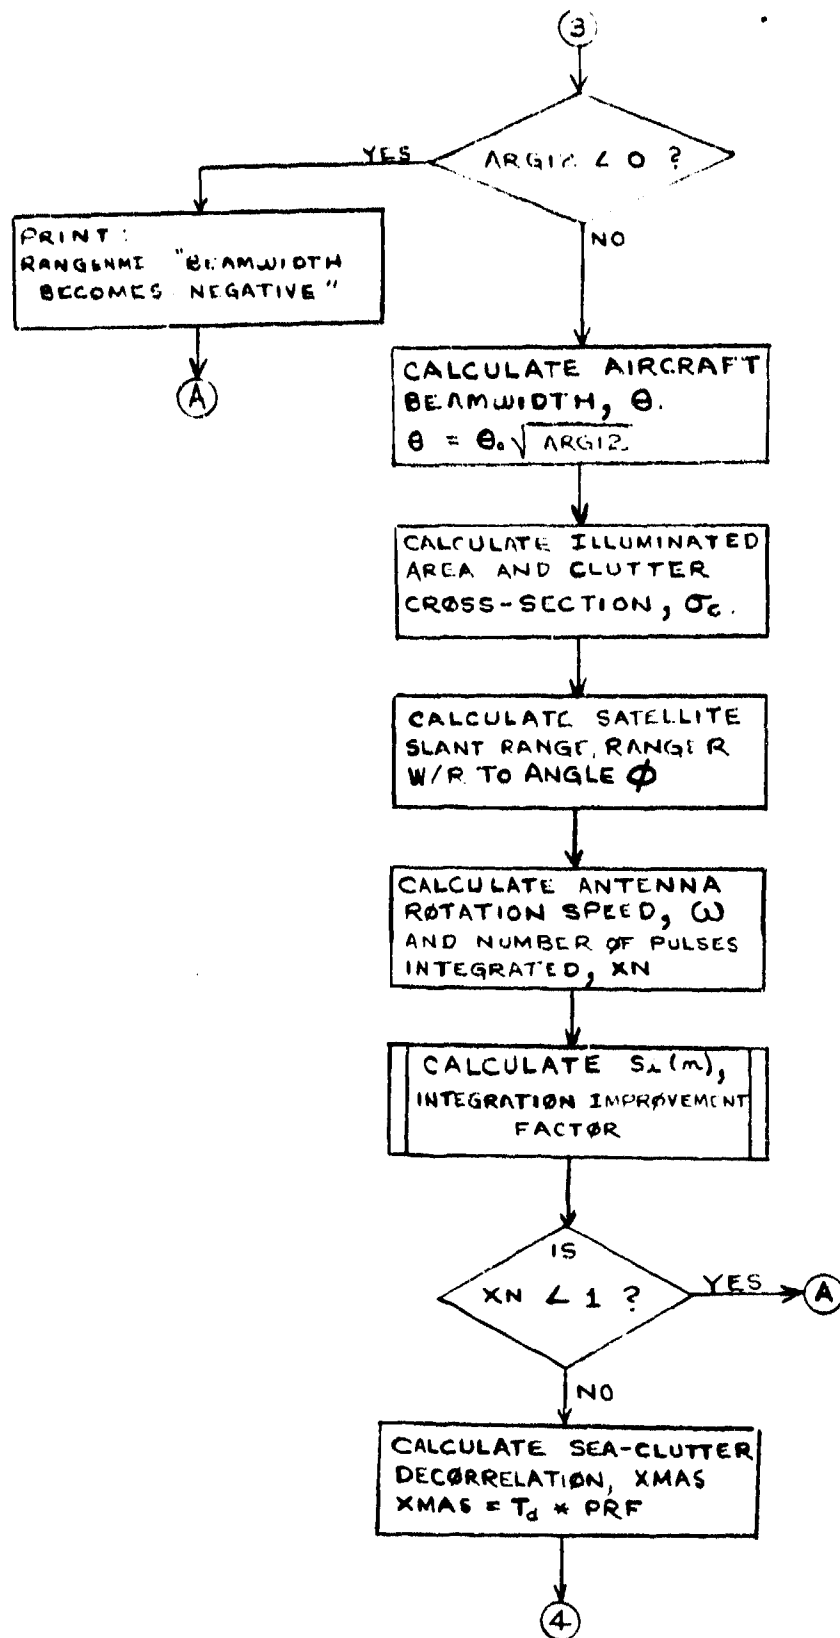 3
ARG12 < 0 ?
YES
NO
PRINT:
RANGENMI "BEAMWIDTH
BECOMES NEGATIVE"
A
CALCULATE AIRCRAFT
BEAMWIDTH, θ.
θ = θ₀ √ARG12
CALCULATE ILLUMINATED
AREA AND CLUTTER
CRØSS-SECTION, σc.
CALCULATE SATELLITE
SLANT RANGE, RANGER
W/R TO ANGLE ϕ
CALCULATE ANTENNA
RØTATION SPEED, ω
AND NUMBER ØF PULSES
INTEGRATED, XN
CALCULATE Si(n),
INTEGRATIØN IMPRØVEMENT
FACTØR
IS
XN < 1 ?
YES
A
NO
CALCULATE SEA-CLUTTER
DECØRRELATIØN, XMAS
XMAS = Td * PRF
4